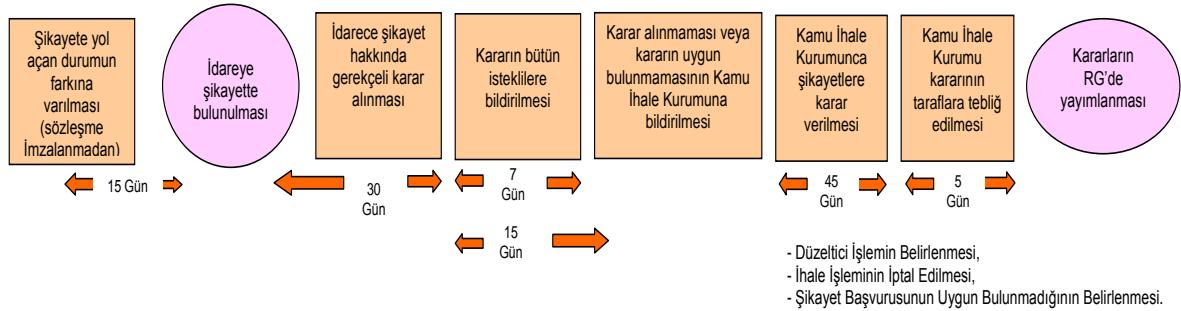 Şikayete yol
açan durumun
farkına
varılması
(sözleşme
İmzalanmadan)
İdareye
şikayette
bulunulması
İdarece şikayet
hakkında
gerekçeli karar
alınması
Kararın bütün
isteklilere
bildirilmesi
Karar alınmaması veya
kararın uygun
bulunmamasının Kamu
İhale Kurumuna
bildirilmesi
Kamu İhale
Kurumunca
şikayetlere
karar
verilmesi
Kamu İhale
Kurumu
kararının
taraflara tebliğ
edilmesi
Kararların
RG'de
yayımlanması
15 Gün
30
Gün
7
Gün
15
Gün
45
Gün
5
Gün
- Düzeltici İşlemin Belirlenmesi,
- İhale İşleminin İptal Edilmesi,
- Şikayet Başvurusunun Uygun Bulunmadığının Belirlenmesi.